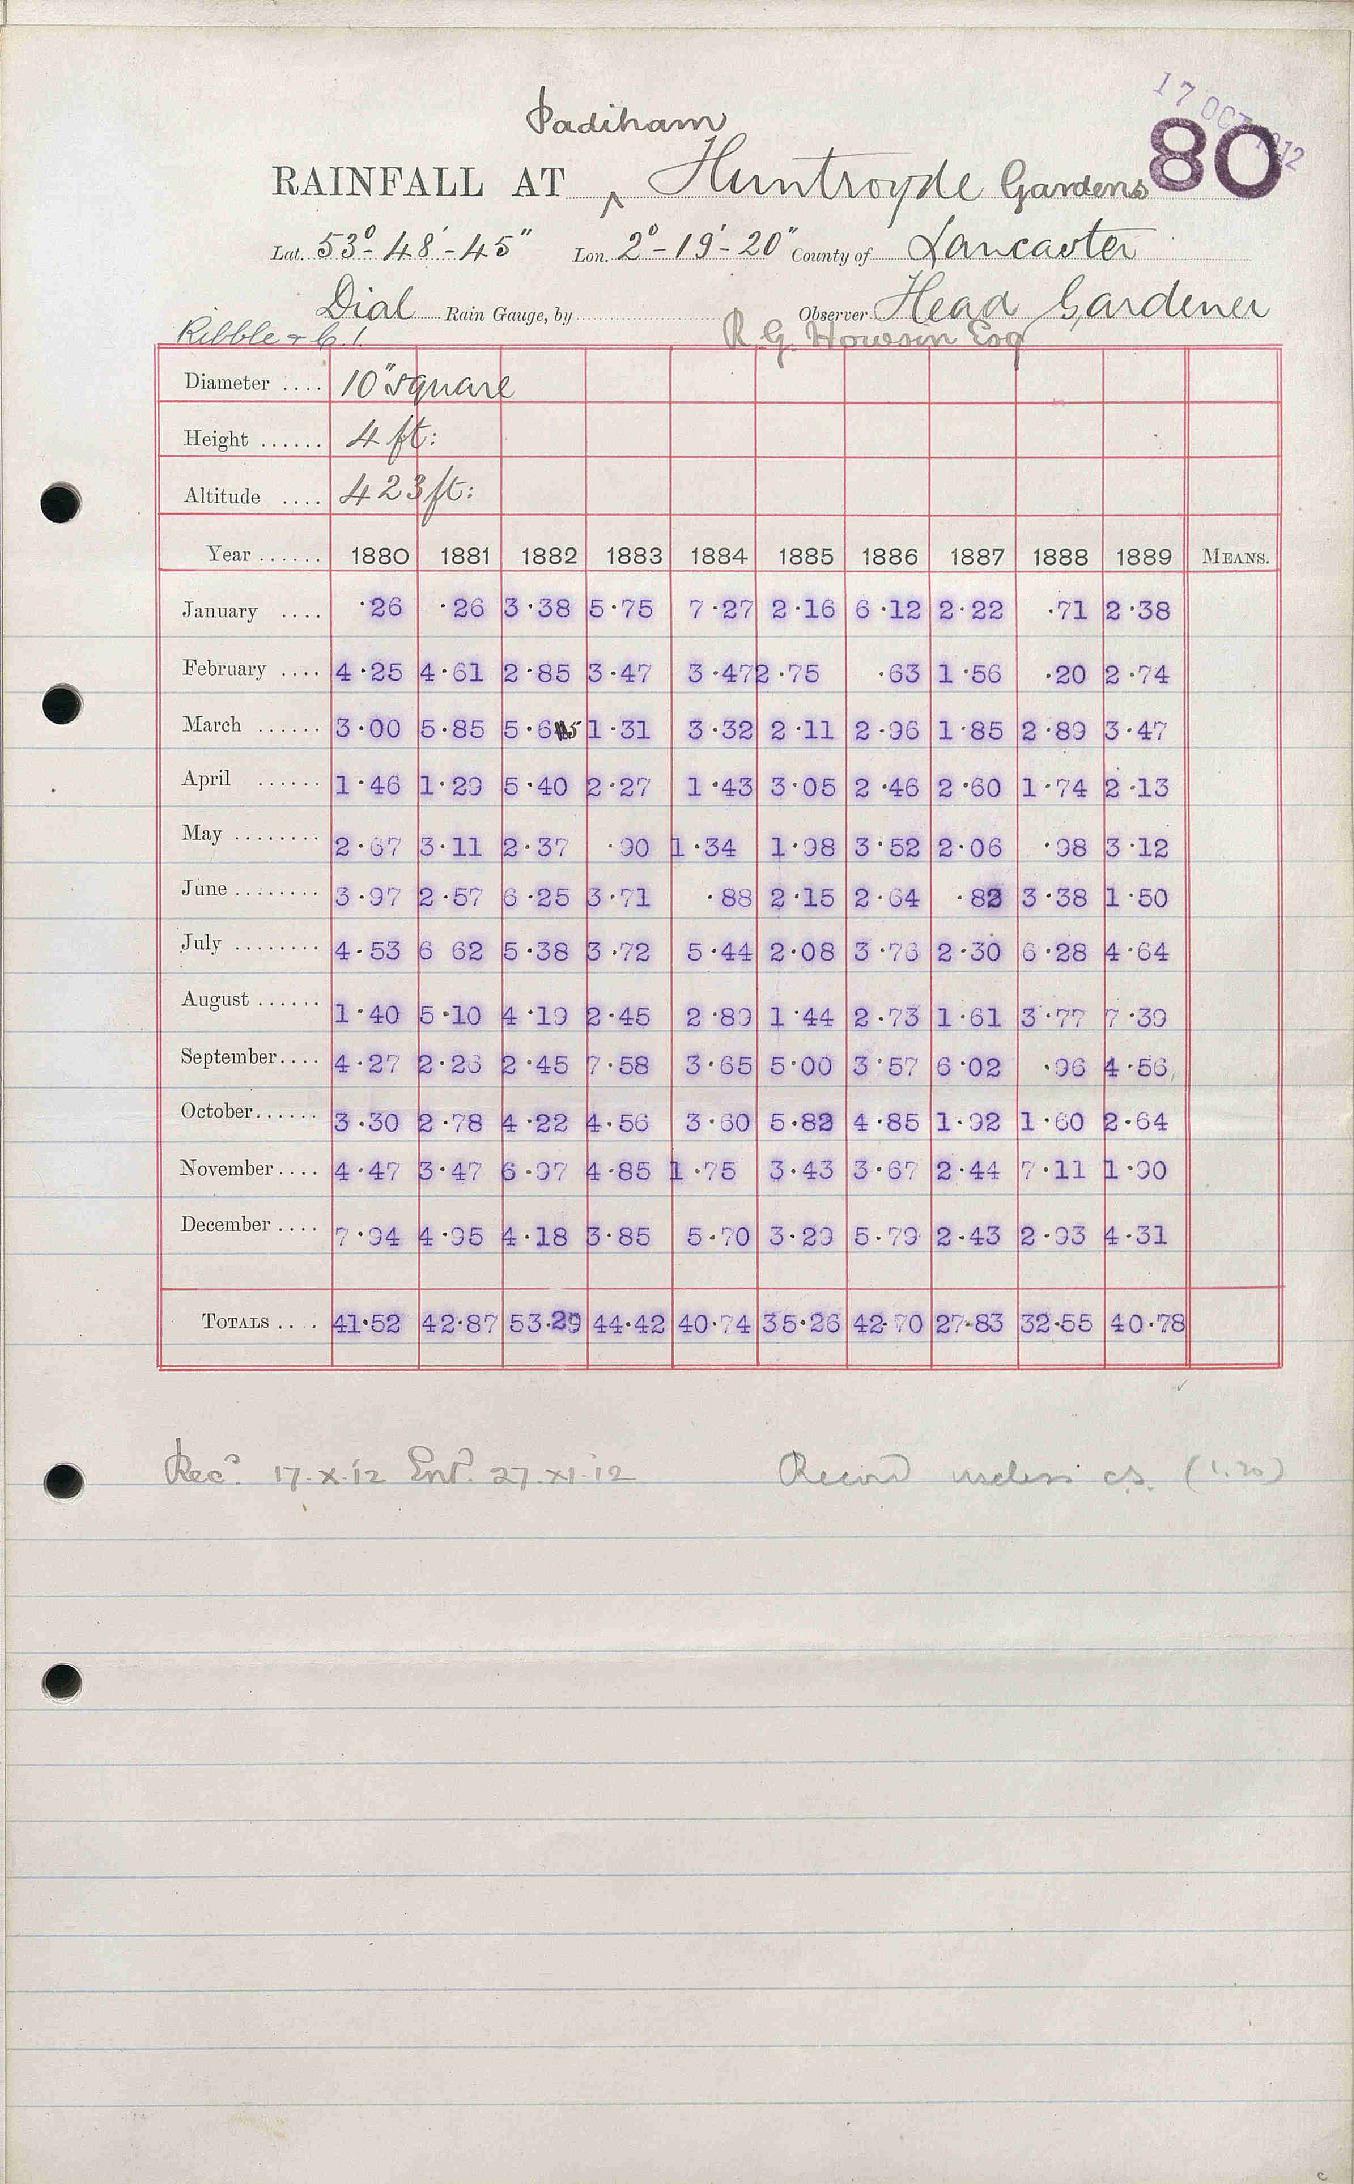 17 OCT 1912
80
Padiham
RAINFALL AT ^ Huntroyde Gardens
Lat. 53°-48'-45" Lon. 2°-19'-20" County of Lancaster
Dial Rain Gauge, by Observer Head Gardener
Ribble & C. 1. R. G. Howson Esq
Diameter .... 10" square
Height ...... 4 ft:
Altitude .... 423 ft:
Year ...... 1880 1881 1882 1883 1884 1885 1886 1887 1888 1889 MEANS.
January .... ·26 ·26 3·38 5·75 7·27 2·16 6·12 2·22 ·71 2·38
February .... 4·25 4·61 2·85 3·47 3·47 2·75 ·63 1·56 ·20 2·74
March ...... 3·00 5·85 5·65 1·31 3·32 2·11 2·96 1·85 2·89 3·47
April ...... 1·46 1·29 5·40 2·27 1·43 3·05 2·46 2·60 1·74 2·13
May ........ 2·67 3·11 2·37 ·90 1·34 1·98 3·52 2·06 ·98 3·12
June ........ 3·97 2·57 6·25 3·71 ·88 2·15 2·64 ·82 3·38 1·50
July ........ 4·53 6 62 5·38 3·72 5·44 2·08 3·76 2·30 6·28 4·64
August ...... 1·40 5·10 4·19 2·45 2·89 1·44 2·73 1·61 3·77 7·39
September.... 4·27 2·26 2·45 7·58 3·65 5·00 3·57 6·02 ·96 4·56
October...... 3·30 2·78 4·22 4·56 3·60 5·82 4·85 1·92 1·60 2·64
November.... 4·47 3·47 6·97 4·85 1·75 3·43 3·67 2·44 7·11 1·90
December .... 7·94 4·95 4·18 3·85 5·70 3·29 5·79 2·43 2·93 4·31
TOTALS .... 41·52 42·87 53·29 44·42 40·74 35·26 42·70 27·83 32·55 40·78
Recd. 17.X.12 Entd. 27.XI.12 Record useless